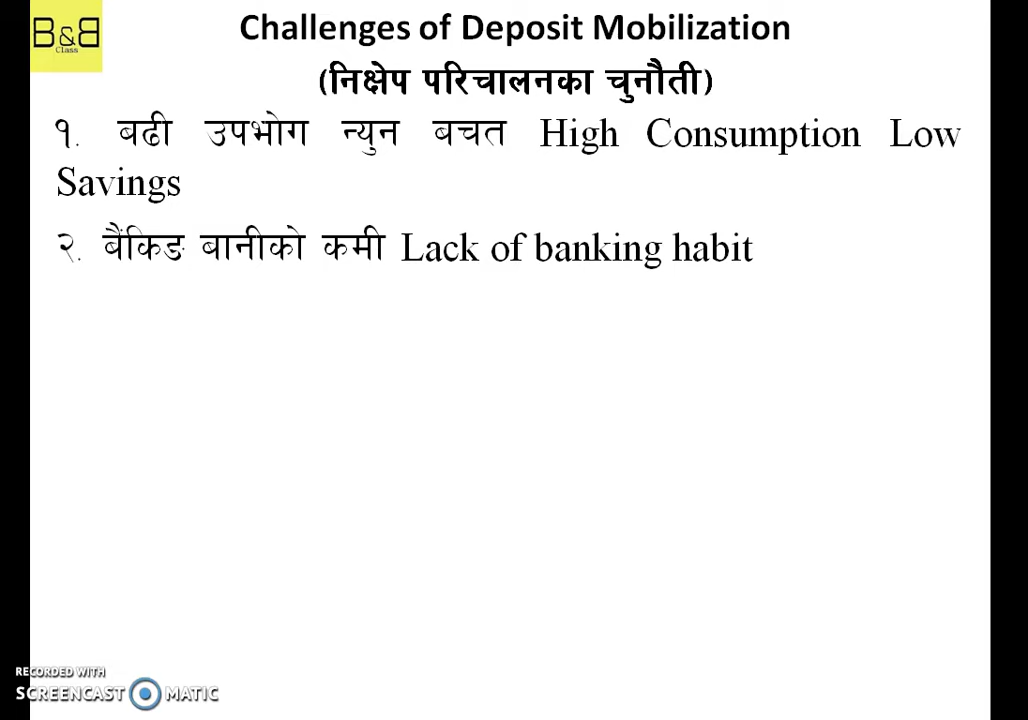 B&B
Class
Challenges of Deposit Mobilization
(निक्षेप परिचालनका चुनौती)
१. बढी उपभोग न्युन बचत High Consumption Low
Savings
२. बैंकिङ बानीको कमी Lack of banking habit
RECORDED WITH
SCREENCAST MATIC